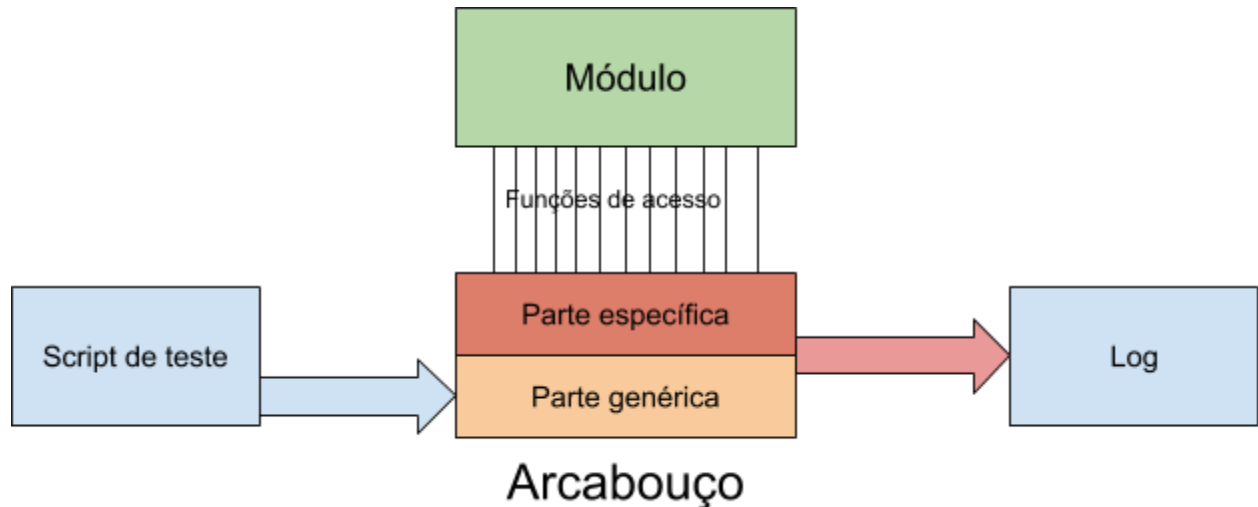 Módulo
Funções de acesso
Parte específica
Script de teste
Log
Parte genérica
Arcabouço